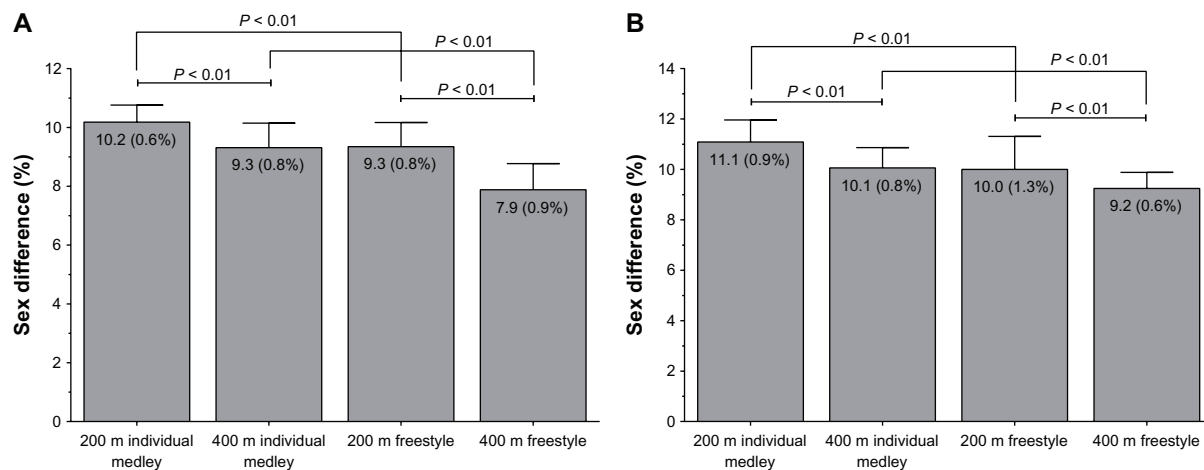 A
P < 0.01
P < 0.01
P < 0.01
P < 0.01
Sex difference (%)
12
10
8
6
4
2
0
10.2 (0.6%)
9.3 (0.8%)
9.3 (0.8%)
7.9 (0.9%)
200 m individual
medley
400 m individual
medley
200 m freestyle
400 m freestyle
B
P < 0.01
P < 0.01
P < 0.01
P < 0.01
Sex difference (%)
14
12
10
8
6
4
2
0
11.1 (0.9%)
10.1 (0.8%)
10.0 (1.3%)
9.2 (0.6%)
200 m individual
medley
400 m individual
medley
200 m freestyle
400 m freestyle